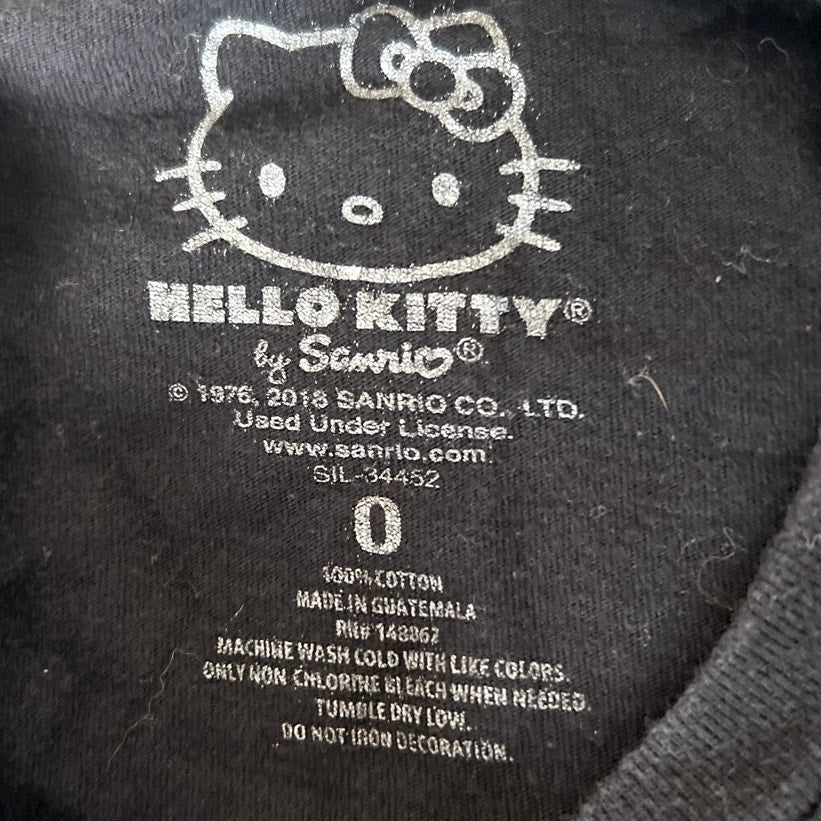 HELLO KITTY®
by Sanrio®
© 1976, 2018 SANRIO CO., LTD.
Used Under License.
www.sanrio.com
SIL-34452
0
100% COTTON
MADE IN GUATEMALA
RN# 148862
MACHINE WASH COLD WITH LIKE COLORS.
ONLY NON CHLORINE BLEACH WHEN NEEDED.
TUMBLE DRY LOW.
DO NOT IRON DECORATION.